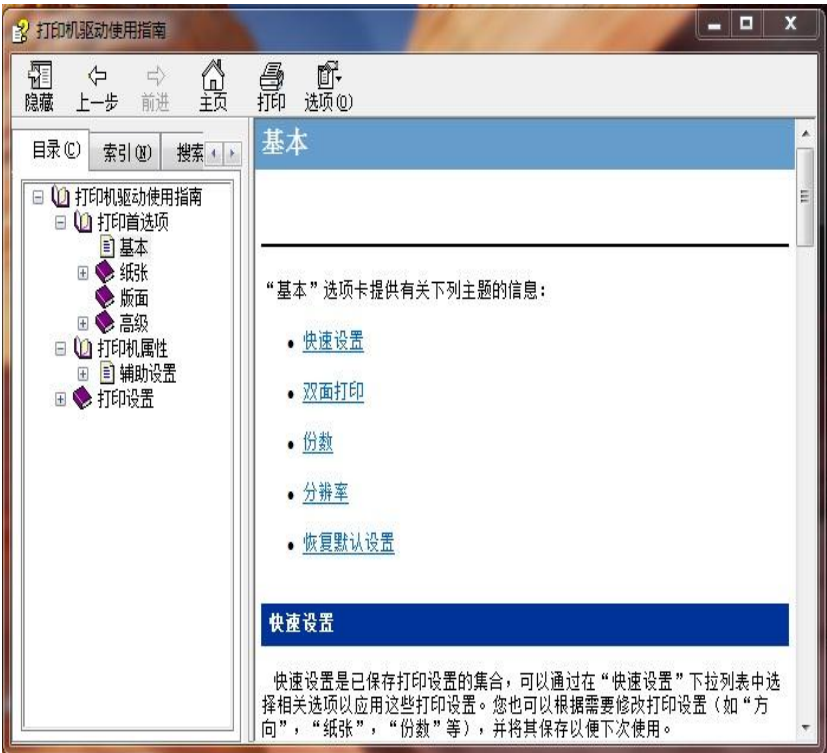 打印机驱动使用指南
隐藏 上一步 前进 主页 打印 选项(O)
目录(C) 索引(N) 搜索
打印机驱动使用指南
打印首选项
基本
纸张
版面
高级
打印机属性
辅助设置
打印设置
基本
“基本”选项卡提供有关下列主题的信息：
• 快速设置
• 双面打印
• 份数
• 分辨率
• 恢复默认设置
快速设置
快速设置是已保存打印设置的集合，可以通过在“快速设置”下拉列表中选
择相关选项以应用这些打印设置。您也可以根据需要修改打印设置（如“方
向”，“纸张”，“份数”等），并将其保存以便下次使用。